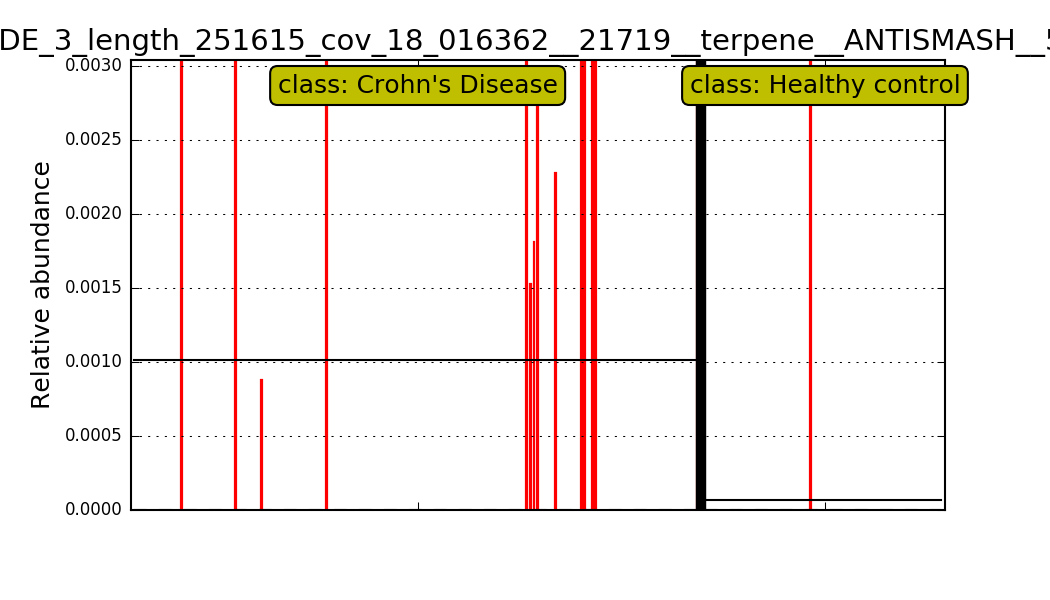 DE_3_length_251615_cov_18_016362__21719__terpene__ANTISMASH__5
0.0030
class: Crohn's Disease
class: Healthy control
0.0025
0.0020
0.0015
0.0010
0.0005
0.0000
Relative abundance